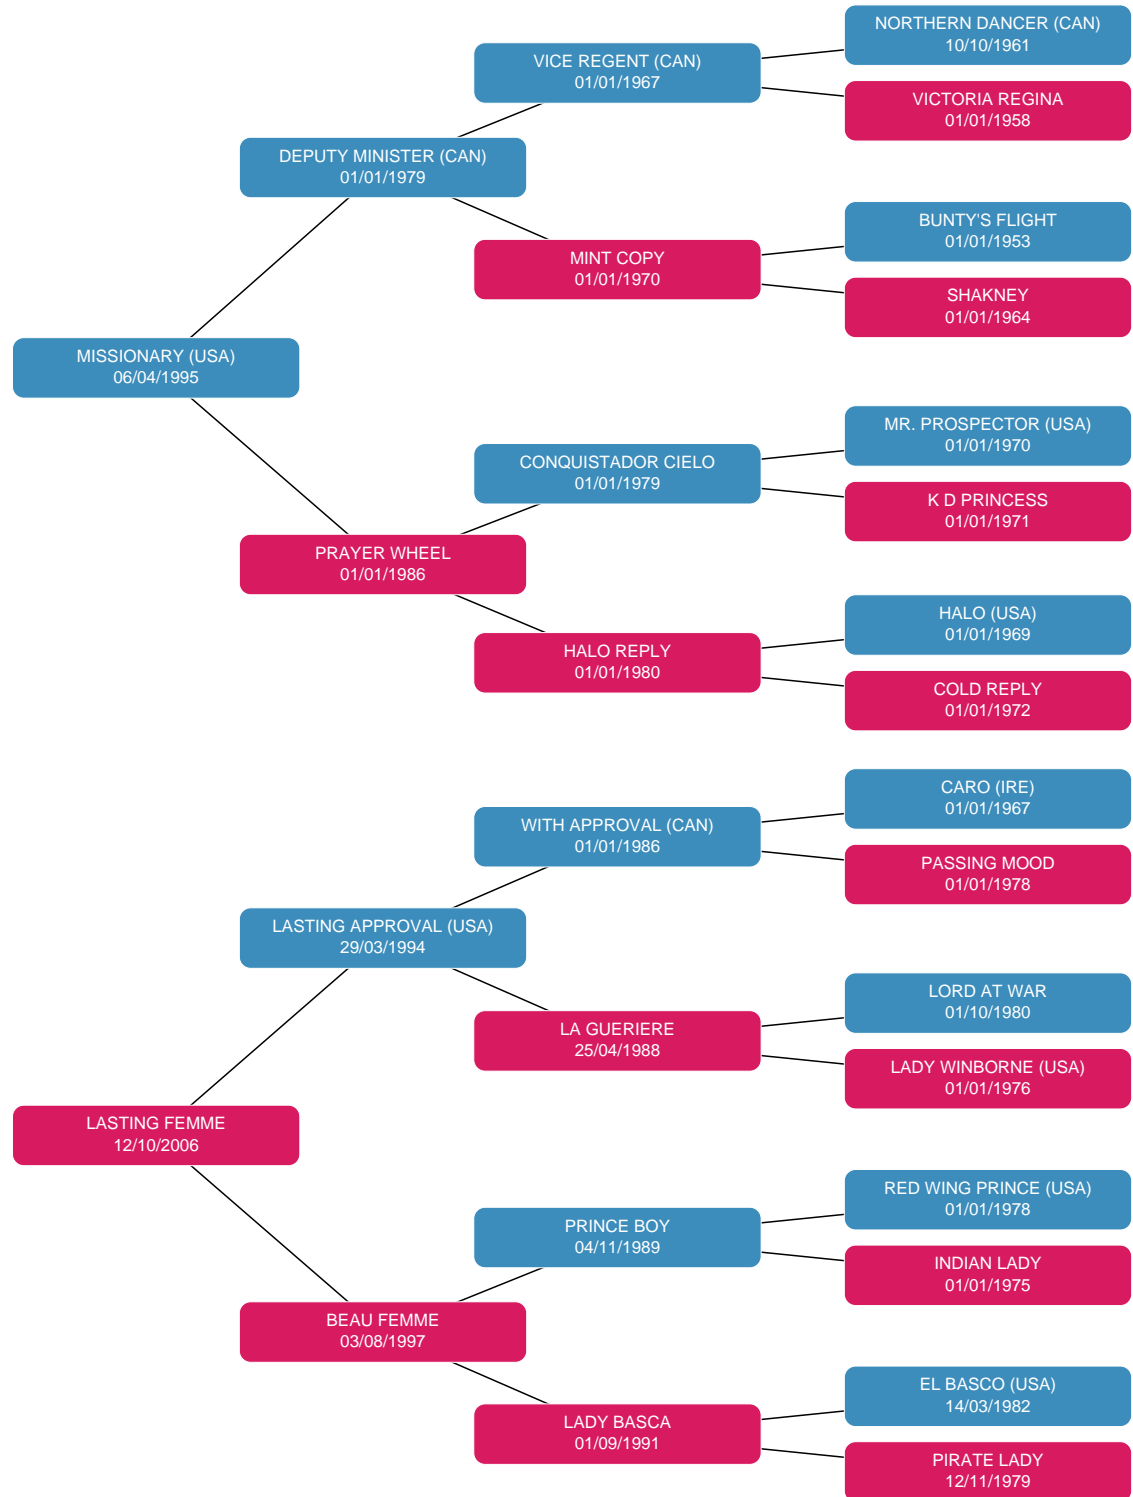 NORTHERN DANCER (CAN)
10/10/1961
VICE REGENT (CAN)
01/01/1967
VICTORIA REGINA
01/01/1958
DEPUTY MINISTER (CAN)
01/01/1979
BUNTY'S FLIGHT
01/01/1953
MINT COPY
01/01/1970
SHAKNEY
01/01/1964
MISSIONARY (USA)
06/04/1995
MR. PROSPECTOR (USA)
01/01/1970
CONQUISTADOR CIELO
01/01/1979
K D PRINCESS
01/01/1971
PRAYER WHEEL
01/01/1986
HALO (USA)
01/01/1969
HALO REPLY
01/01/1980
COLD REPLY
01/01/1972
CARO (IRE)
01/01/1967
WITH APPROVAL (CAN)
01/01/1986
PASSING MOOD
01/01/1978
LASTING APPROVAL (USA)
29/03/1994
LORD AT WAR
01/10/1980
LA GUERIERE
25/04/1988
LADY WINBORNE (USA)
01/01/1976
LASTING FEMME
12/10/2006
RED WING PRINCE (USA)
01/01/1978
PRINCE BOY
04/11/1989
INDIAN LADY
01/01/1975
BEAU FEMME
03/08/1997
EL BASCO (USA)
14/03/1982
LADY BASCA
01/09/1991
PIRATE LADY
12/11/1979